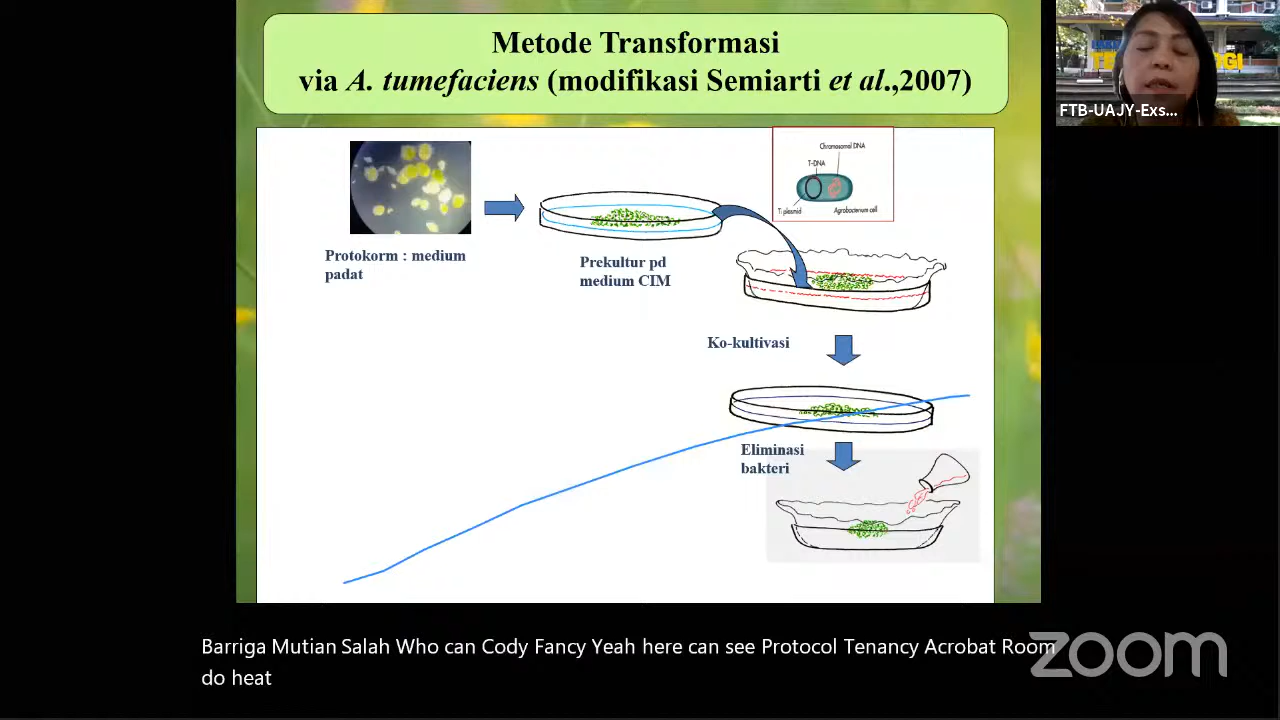 Metode Transformasi
via A. tumefaciens (modifikasi Semiarti et al.,2007)
FTB-UAJY-Exs...
Chromosomal DNA
T-DNA
Ti plasmid
Agrobacterium cell
Protokorm : medium
padat
Prekultur pd
medium CIM
Ko-kultivasi
Eliminasi
bakteri
Barriga Mutian Salah Who can Cody Fancy Yeah here can see Protocol Tenancy Acrobat Room
do heat
zoom